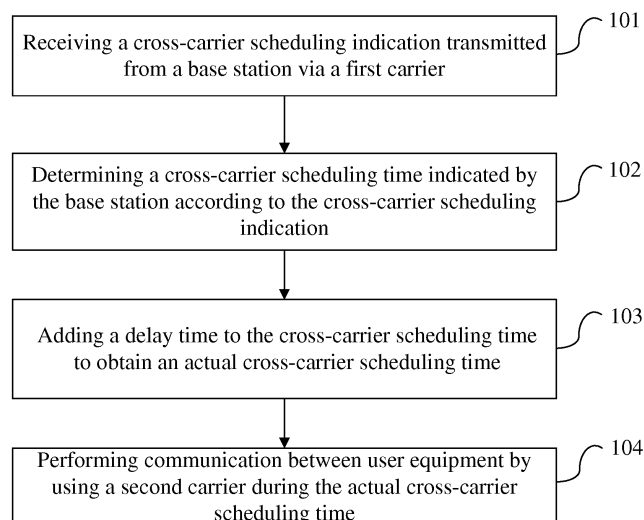 Receiving a cross-carrier scheduling indication transmitted
from a base station via a first carrier
101
Determining a cross-carrier scheduling time indicated by
the base station according to the cross-carrier scheduling
indication
102
Adding a delay time to the cross-carrier scheduling time
to obtain an actual cross-carrier scheduling time
103
Performing communication between user equipment by
using a second carrier during the actual cross-carrier
scheduling time
104